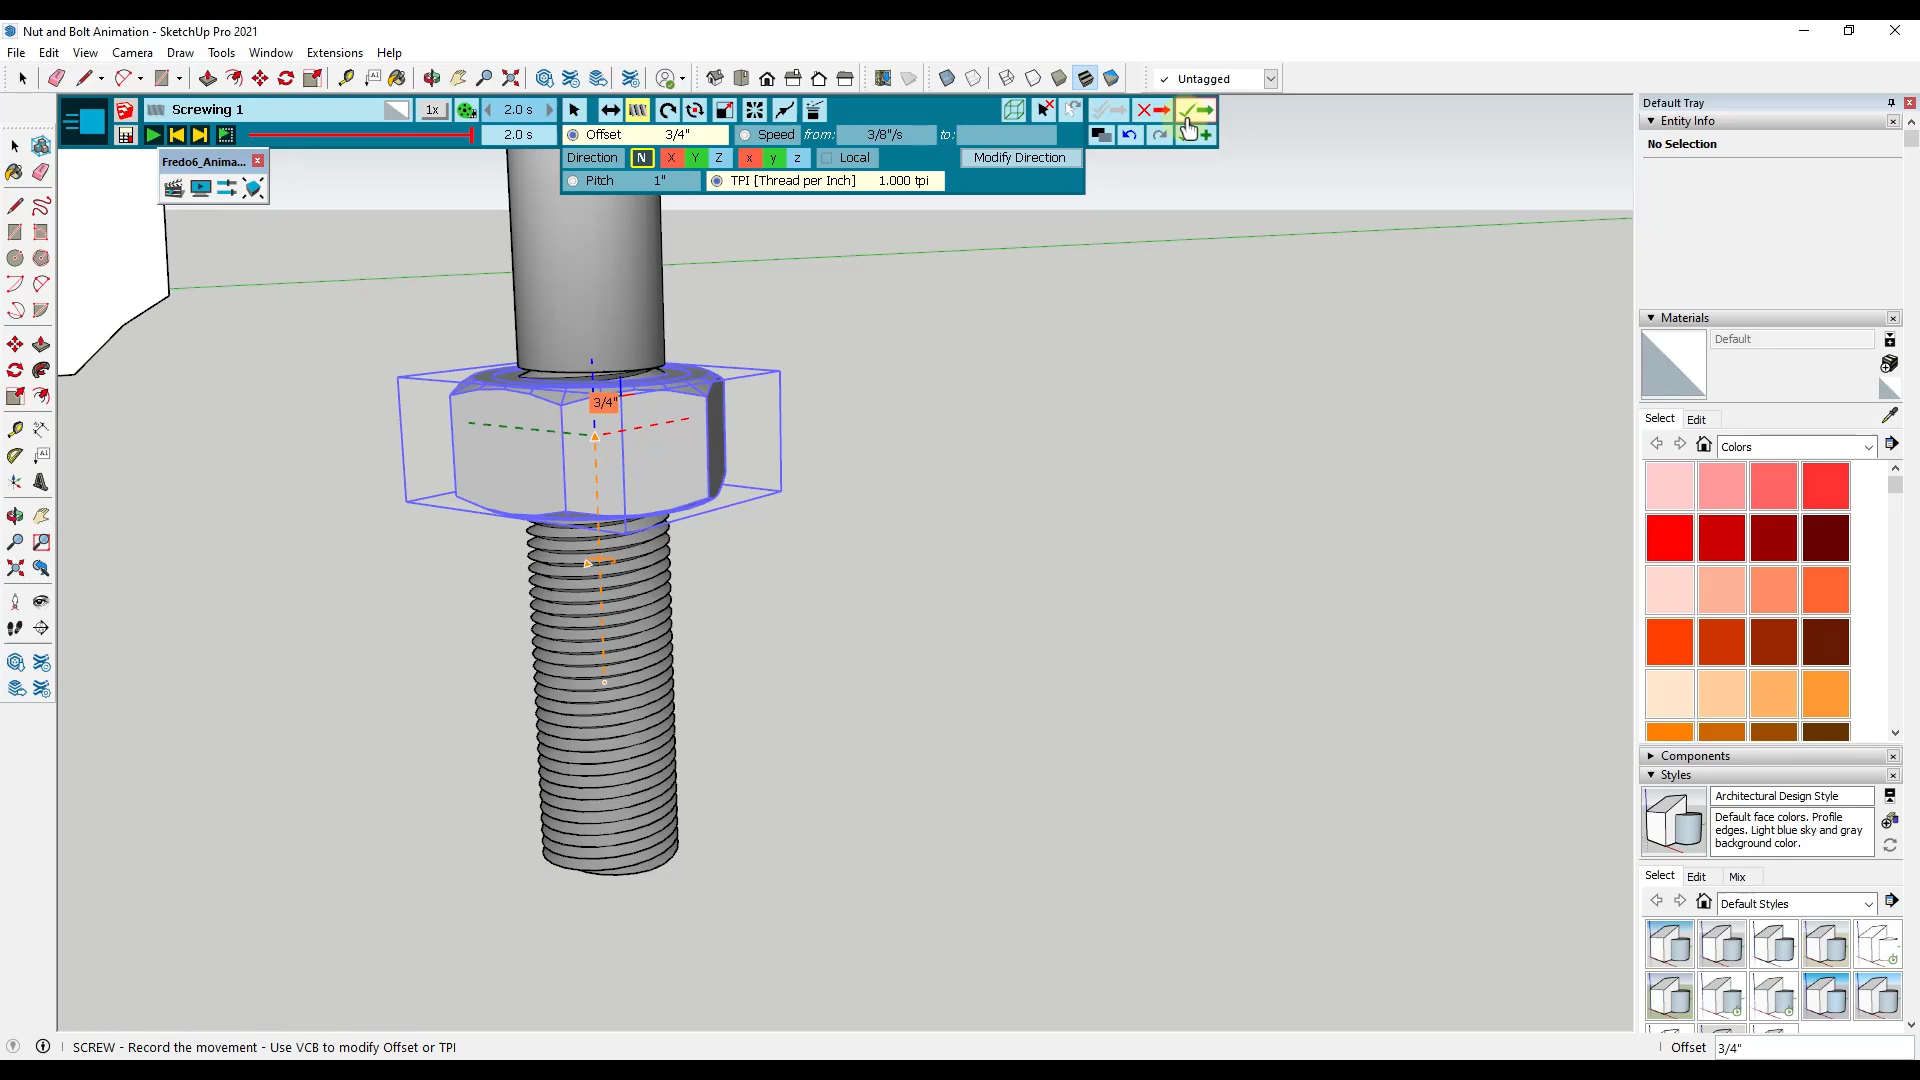 Nut and Bolt Animation - SketchUp Pro 2021
File Edit View Camera Draw Tools Window Extensions Help
Untagged
Screwing 1
1x
2.0 s
2.0 s
Offset 3/4"
Speed from: 3/8"/s to:
Direction N X Y Z x y z Local Modify Direction
Pitch 1"
TPI [Thread per Inch] 1.000 tpi
Fredo6_Anima...
3/4"
Default Tray
Entity Info
No Selection
Materials
Default
Select Edit
Colors
Components
Styles
Architectural Design Style
Default face colors. Profile
edges. Light blue sky and gray
background color.
Select Edit Mix
Default Styles
SCREW - Record the movement - Use VCB to modify Offset or TPI
Offset 3/4"